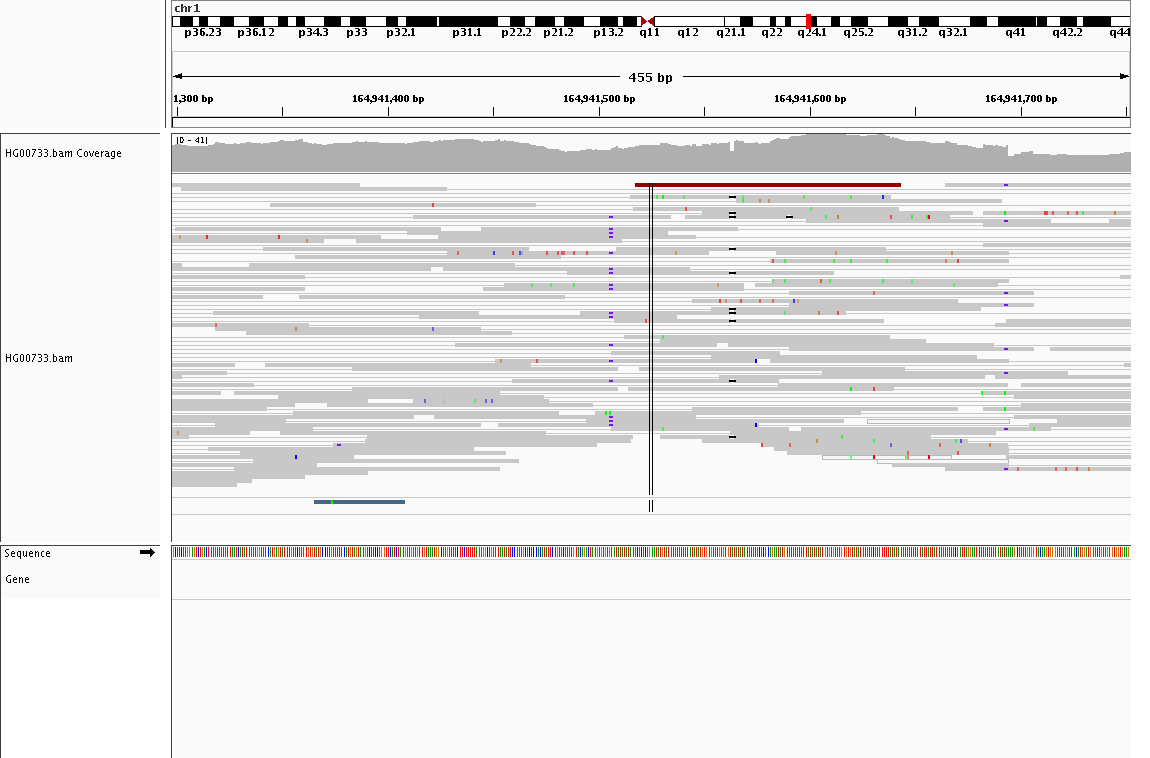 chr1
p36.23 p36.12 p34.3 p33 p32.1 p31.1 p22.2 p21.2 p13.2 q11 q12 q21.1 q22 q24.1 q25.2 q31.2 q32.1 q41 q42.2 q44
455 bp
1,300 bp 164,941,400 bp 164,941,500 bp 164,941,600 bp 164,941,700 bp
HG00733.bam Coverage
[0 - 41]
HG00733.bam
Sequence
Gene